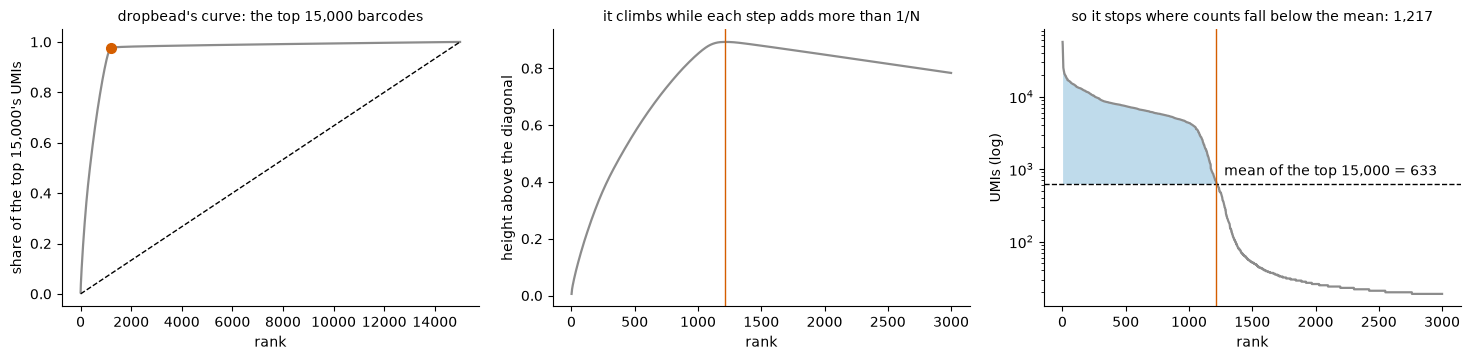 dropbead's curve: the top 15,000 barcodes
share of the top 15,000's UMIs
1.0
0.8
0.6
0.4
0.2
0.0
0 2000 4000 6000 8000 10000 12000 14000
rank
it climbs while each step adds more than 1/N
height above the diagonal
0.8
0.6
0.4
0.2
0.0
0 500 1000 1500 2000 2500 3000
rank
so it stops where counts fall below the mean: 1,217
UMIs (log)
10⁴
10³
10²
mean of the top 15,000 = 633
0 500 1000 1500 2000 2500 3000
rank